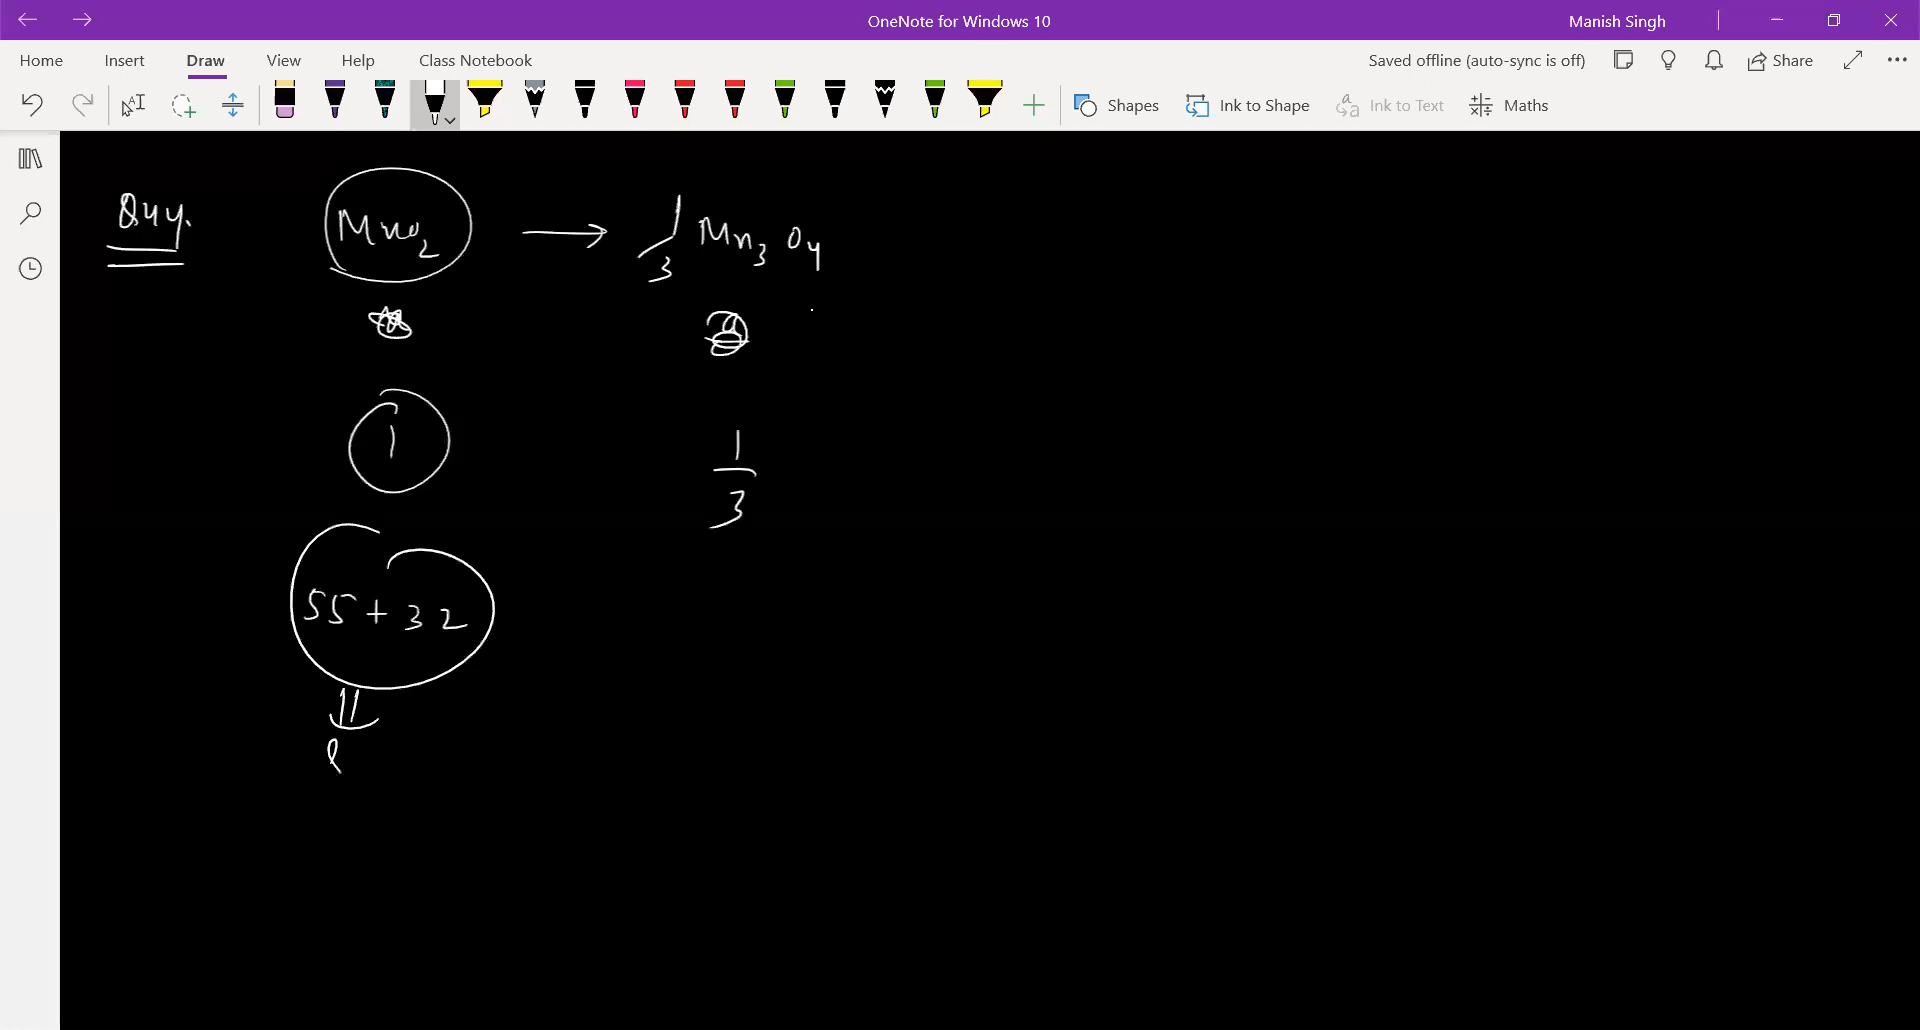 OneNote for Windows 10
Manish Singh
Home Insert Draw View Help Class Notebook
Saved offline (auto-sync is off) Share
Shapes Ink to Shape Ink to Text Maths
Q44. MnO2 → 1/3 Mn3O4
1 1/3
55 + 32